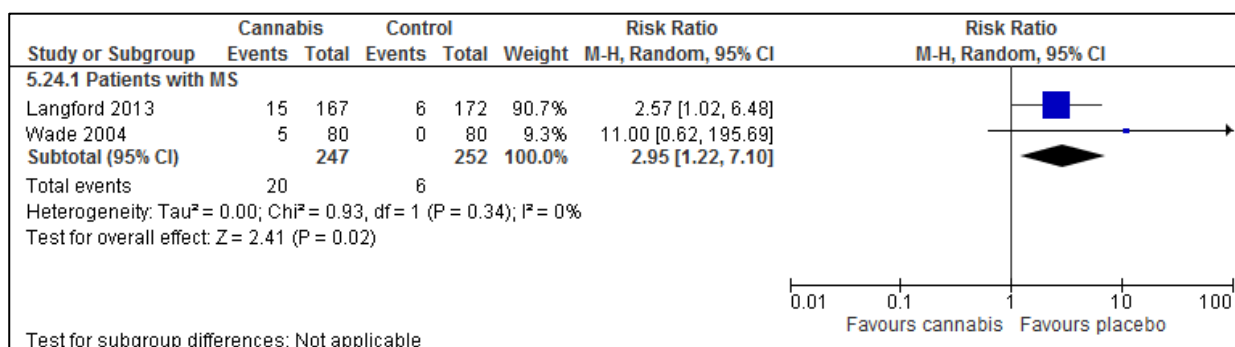 Cannabis Control Risk Ratio Risk Ratio
Study or Subgroup Events Total Events Total Weight M-H, Random, 95% CI M-H, Random, 95% CI
5.24.1 Patients with MS
Langford 2013 15 167 6 172 90.7% 2.57 [1.02, 6.48]
Wade 2004 5 80 0 80 9.3% 11.00 [0.62, 195.69]
Subtotal (95% CI) 247 252 100.0% 2.95 [1.22, 7.10]
Total events 20 6
Heterogeneity: Tau² = 0.00; Chi² = 0.93, df = 1 (P = 0.34); I² = 0%
Test for overall effect: Z = 2.41 (P = 0.02)
0.01 0.1 1 10 100
Favours cannabis Favours placebo
Test for subgroup differences: Not applicable